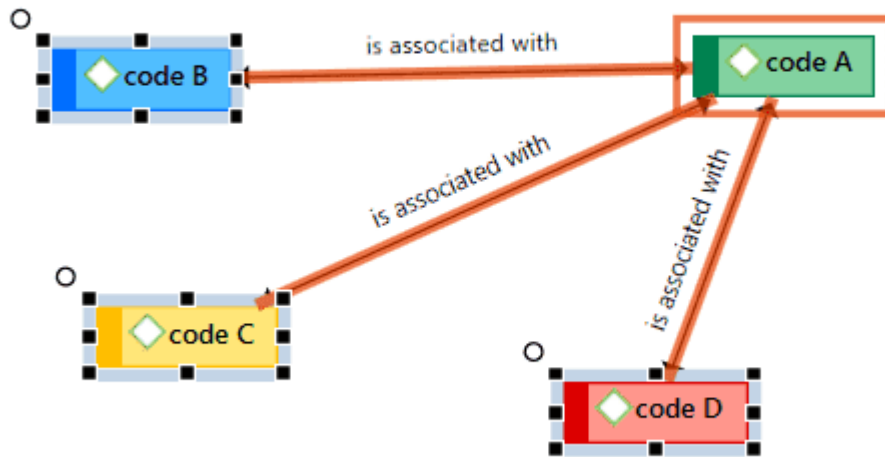 is associated with
code B
code A
is associated with
is associated with
code C
code D